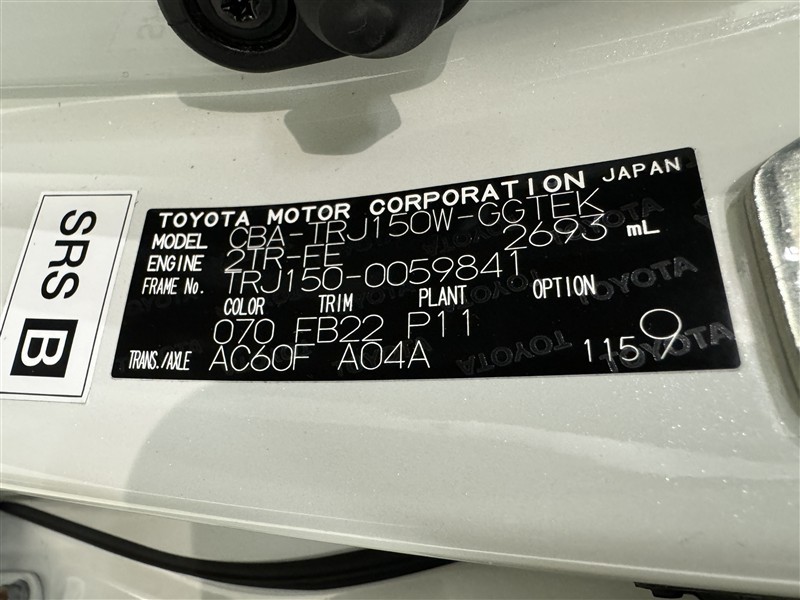 TOYOTA MOTOR CORPORATION JAPAN
MODEL CBA-TRJ150W-GGTEK
ENGINE 2TR-FE 2693 mL
FRAME No. TRJ150-0059841
COLOR TRIM PLANT OPTION
070 FB22 P11
TRANS./AXLE AC60F A04A 1159
SRS B